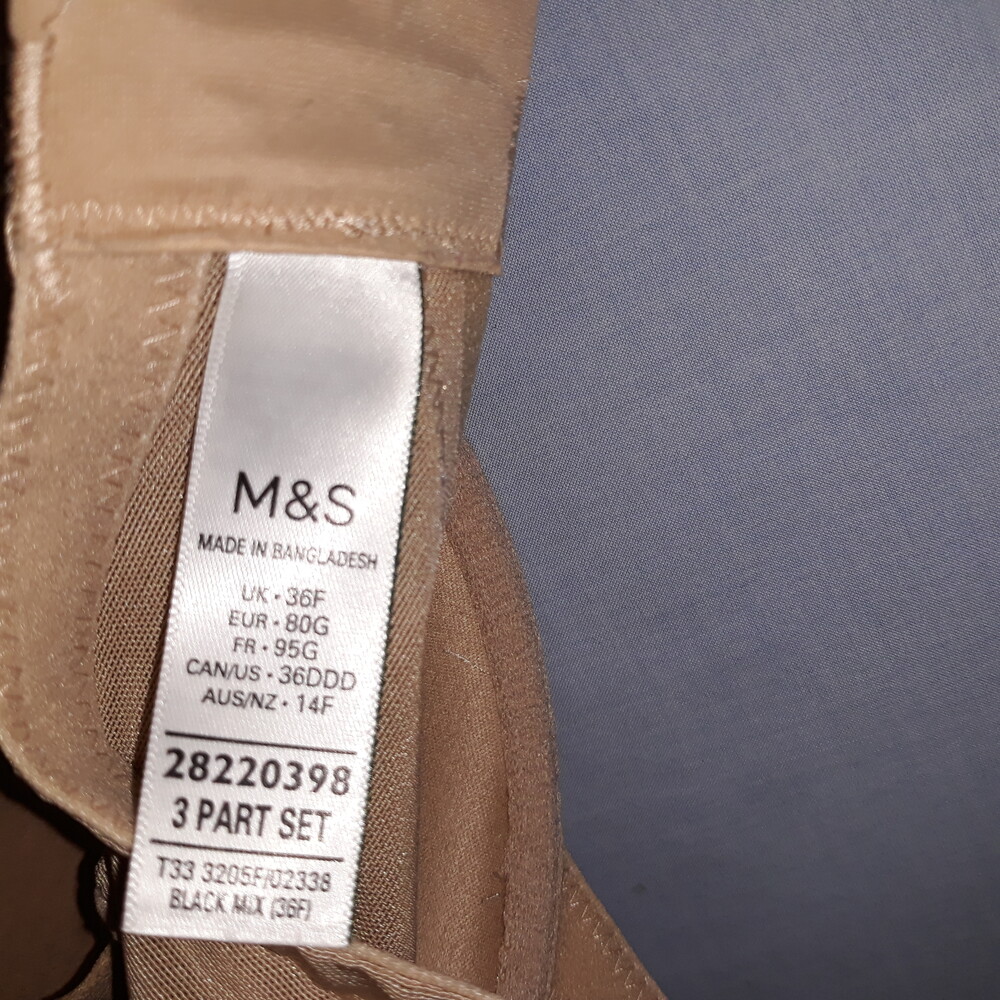 M&S
MADE IN BANGLADESH
UK • 36F
EUR • 80G
FR • 95G
CAN/US • 36DDD
AUS/NZ • 14F
28220398
3 PART SET
T33 3205F/02338
BLACK MIX (36F)